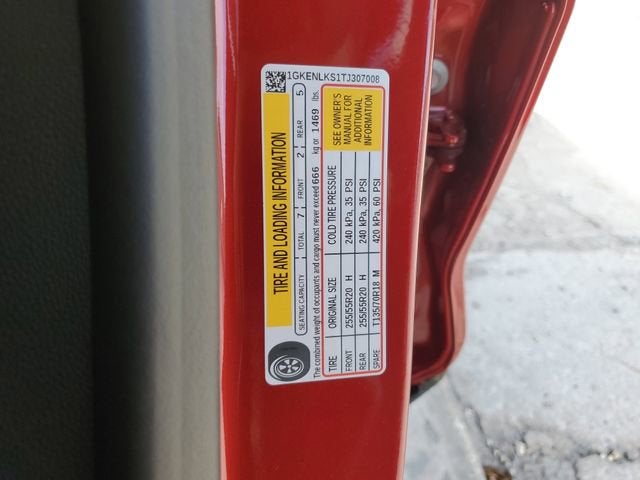 1GKENLKS1TJ307008
TIRE AND LOADING INFORMATION
SEATING CAPACITY TOTAL 7 FRONT 2 REAR 5
The combined weight of occupants and cargo must never exceed 666 kg or 1469 lbs.
TIRE ORIGINAL SIZE COLD TIRE PRESSURE
FRONT 255/55R20 H 240 kPa, 35 PSI
REAR 255/55R20 H 240 kPa, 35 PSI
SPARE T135/70R18 M 420 kPa, 60 PSI
SEE OWNER'S
MANUAL FOR
ADDITIONAL
INFORMATION